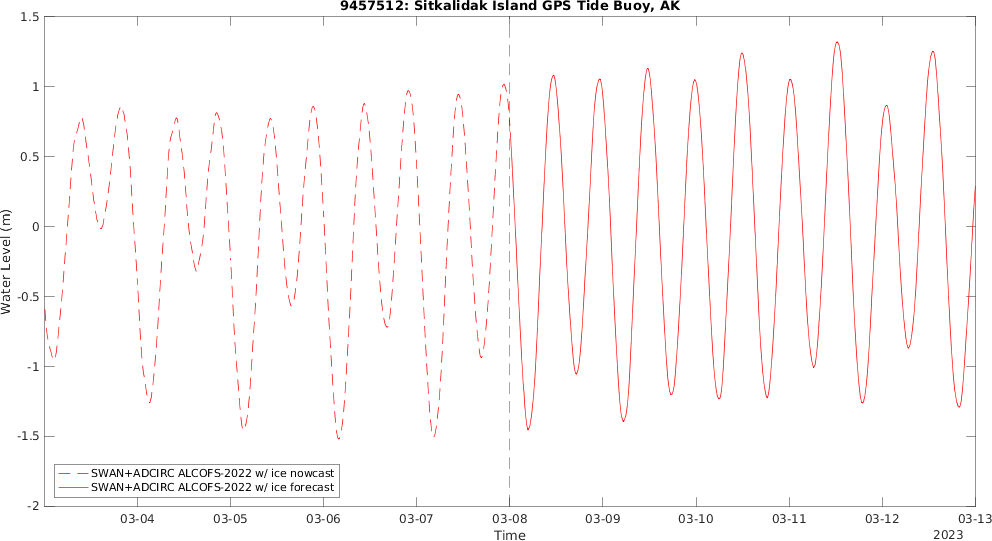 9457512: Sitkalidak Island GPS Tide Buoy, AK
1.5
1
0.5
0
-0.5
-1
-1.5
-2
Water Level (m)
SWAN+ADCIRC ALCOFS-2022 w/ ice nowcast
SWAN+ADCIRC ALCOFS-2022 w/ ice forecast
03-04 03-05 03-06 03-07 03-08 03-09 03-10 03-11 03-12 03-13
Time
2023